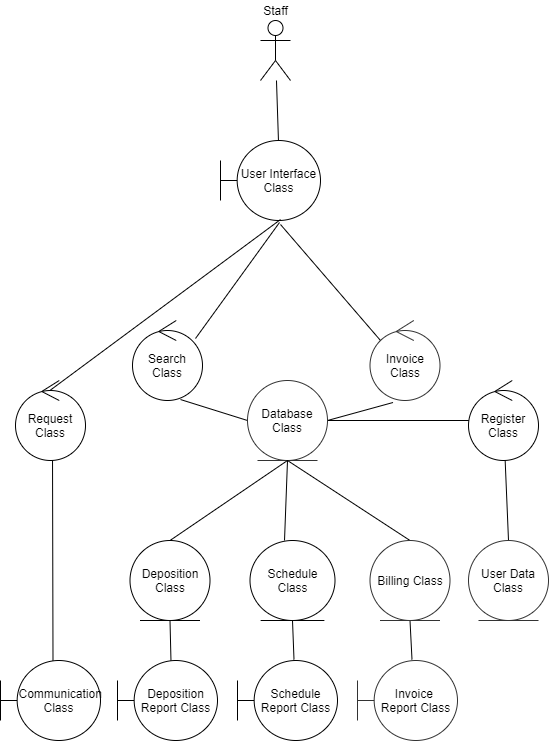 Staff
User Interface
Class
Search
Class
Invoice
Class
Request
Class
Database
Class
Register
Class
Deposition
Class
Schedule
Class
Billing Class
User Data
Class
Communication
Class
Deposition
Report Class
Schedule
Report Class
Invoice
Report Class